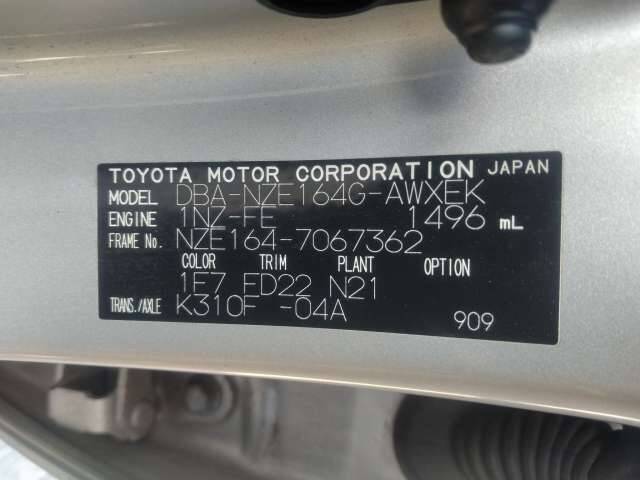 TOYOTA MOTOR CORPORATION JAPAN
MODEL DBA-NZE164G-AWXEK
ENGINE 1NZ-FE 1496 mL
FRAME No. NZE164-7067362
COLOR TRIM PLANT OPTION
1E7 FD22 N21
TRANS./AXLE K310F -04A
909